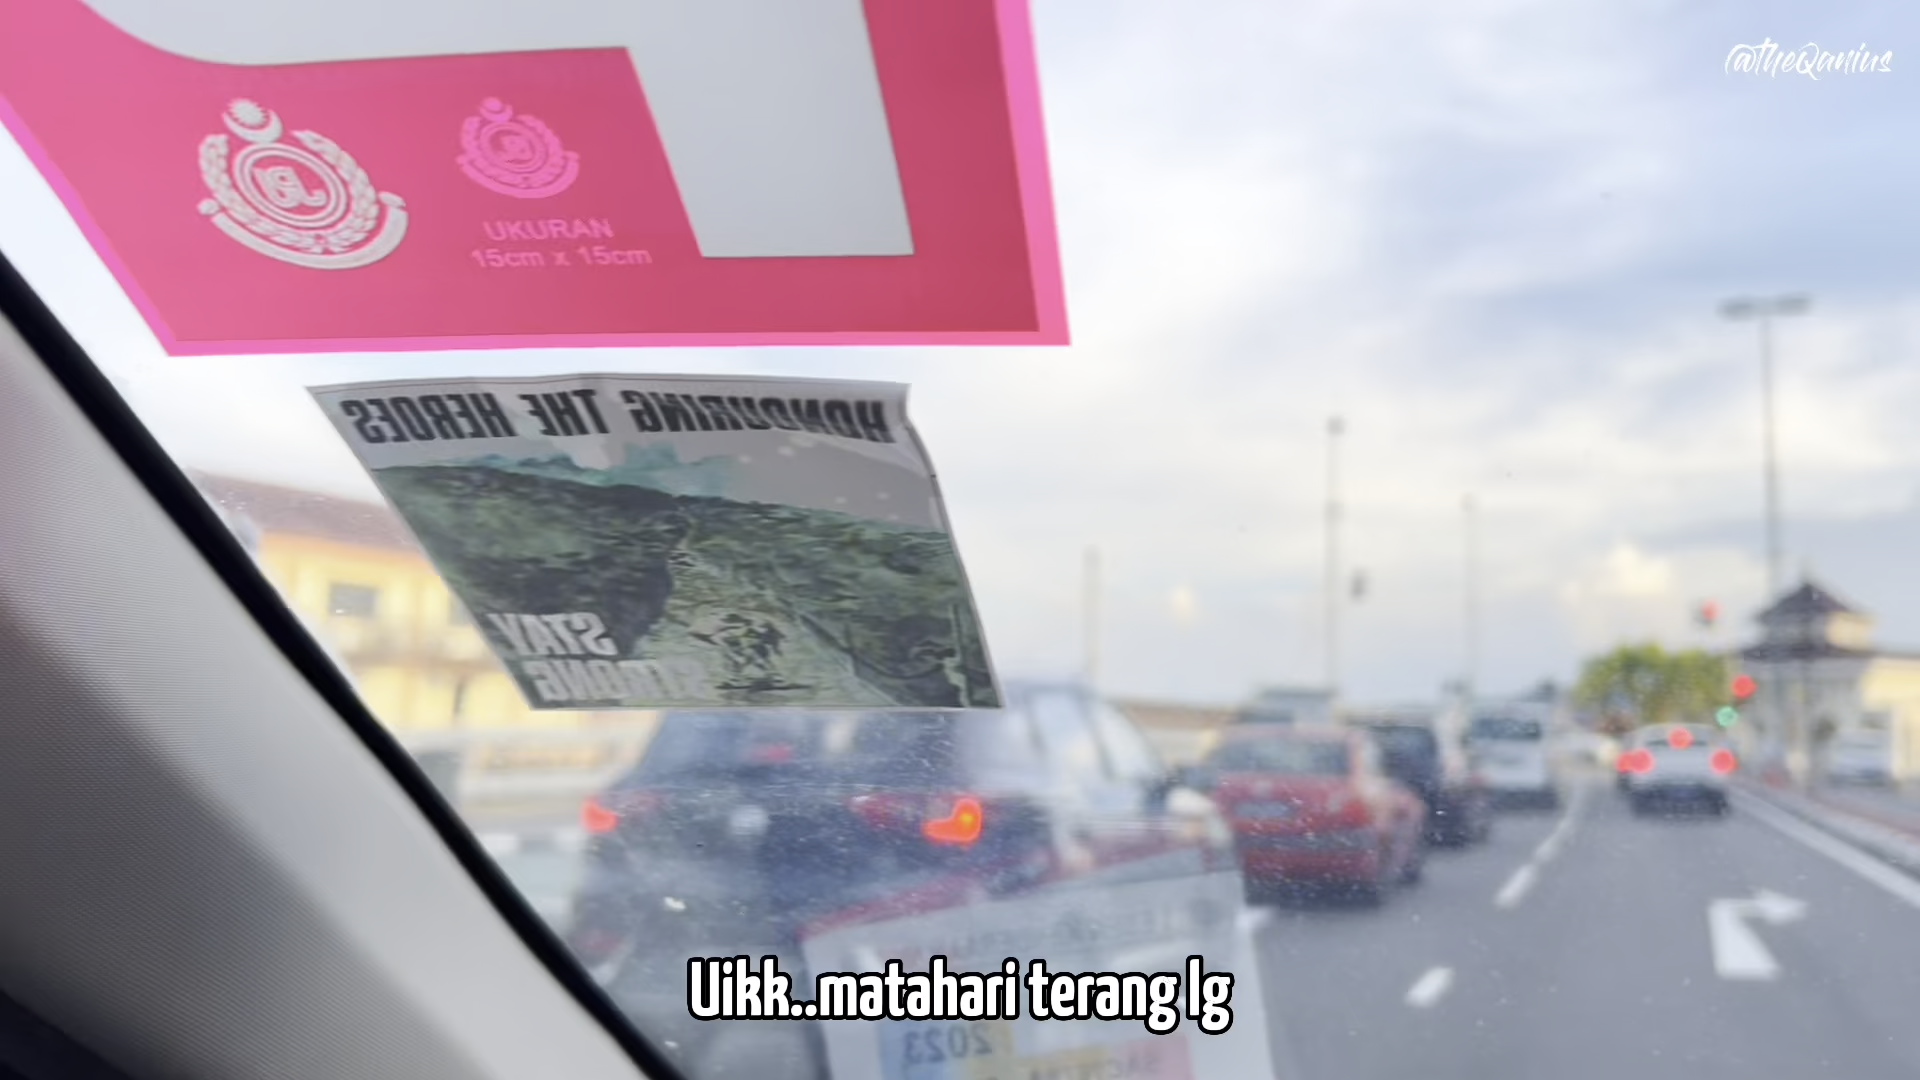 @theQanius
UKURAN
15cm x 15cm
HONOURING THE HEROES
STAY
STRONG
Uikk..matahari terang lg
2023